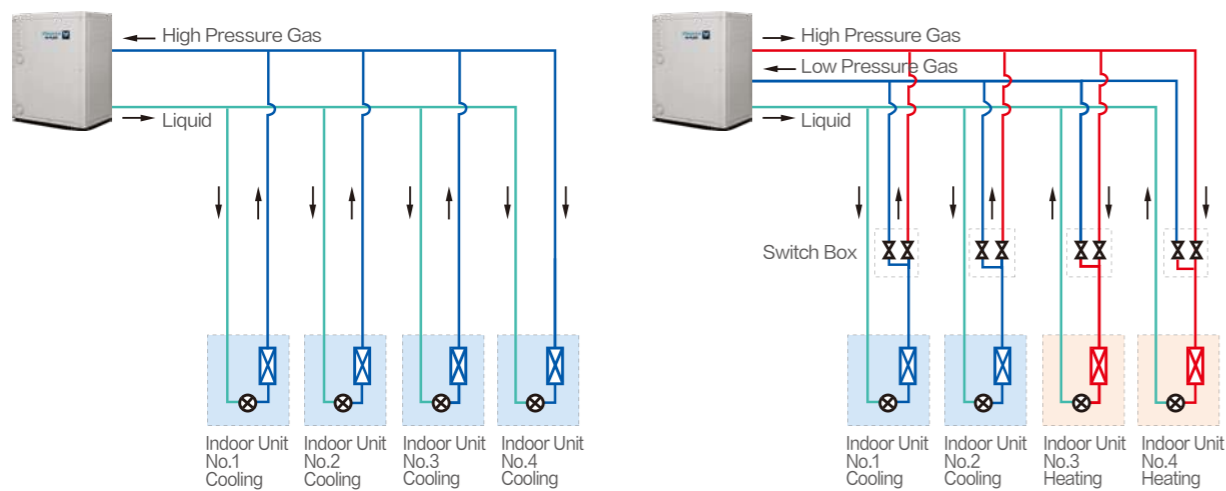 High Pressure Gas
Liquid
Indoor Unit
No.1
Cooling
Indoor Unit
No.2
Cooling
Indoor Unit
No.3
Cooling
Indoor Unit
No.4
Cooling
High Pressure Gas
Low Pressure Gas
Liquid
Switch Box
Indoor Unit
No.1
Cooling
Indoor Unit
No.2
Cooling
Indoor Unit
No.3
Heating
Indoor Unit
No.4
Heating